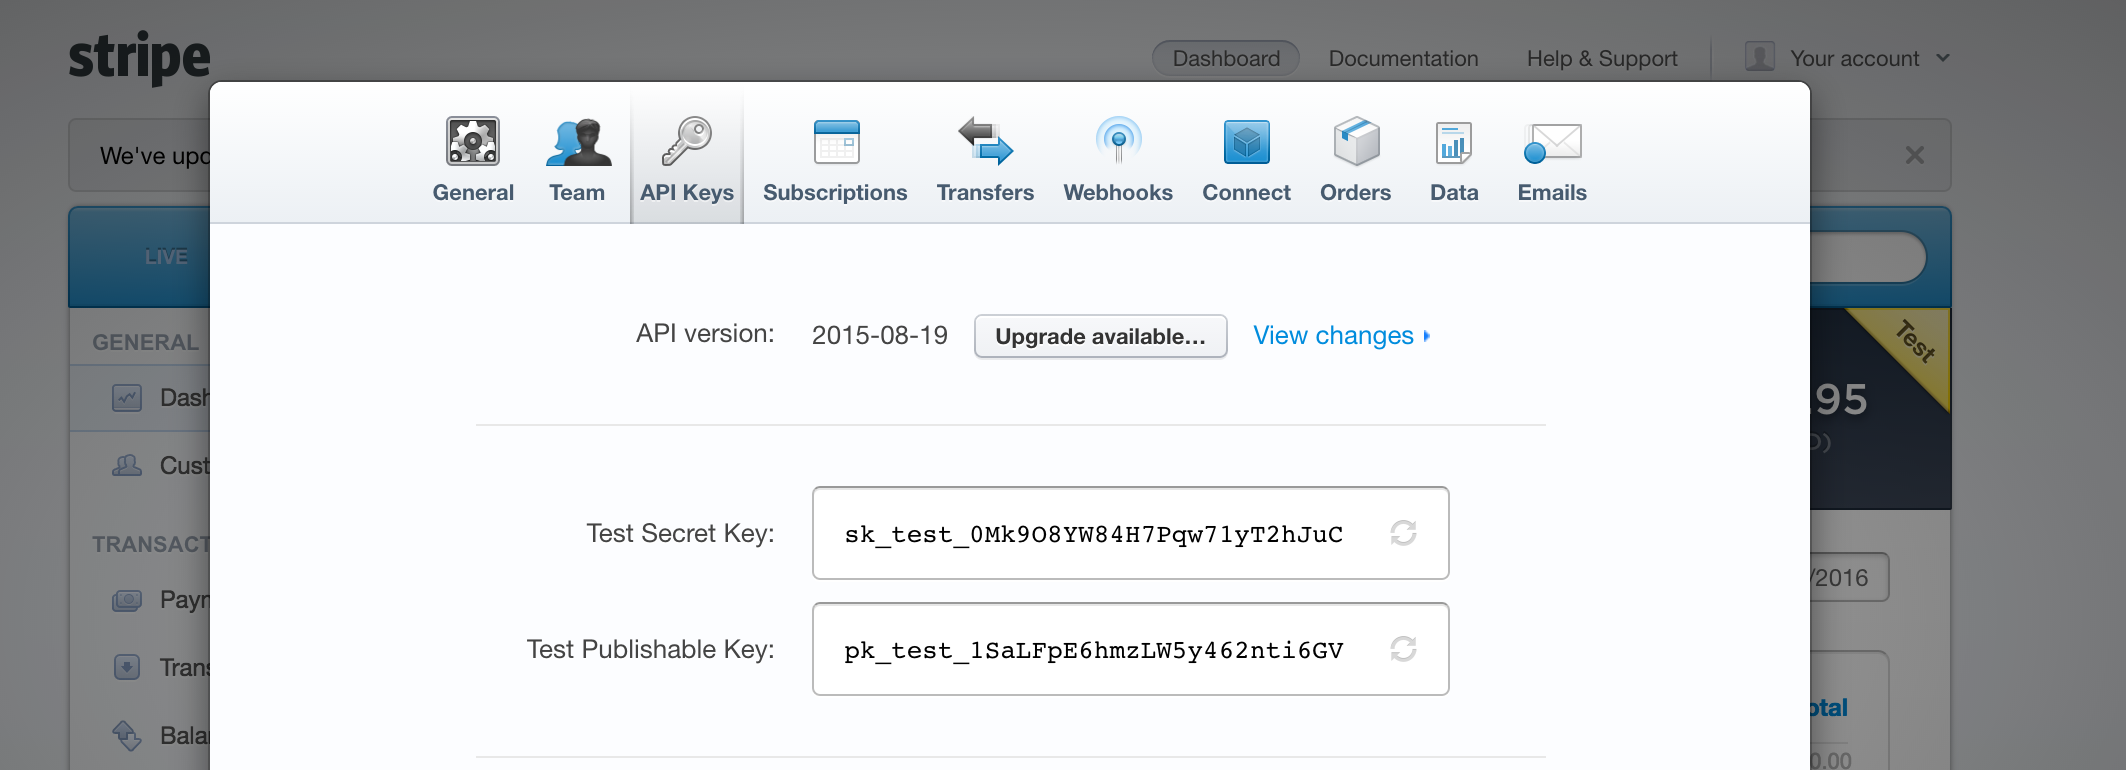 stripe
Dashboard Documentation Help & Support Your account
We've upd
General Team API Keys Subscriptions Transfers Webhooks Connect Orders Data Emails
LIVE
API version: 2015-08-19 Upgrade available... View changes
GENERAL
Test
Dash
95
Cust
Test Secret Key: sk_test_0Mk9O8YW84H7Pqw71yT2hJuC
TRANSACT
/2016
Payn
Test Publishable Key: pk_test_1SaLFpE6hmzLW5y462nti6GV
Trans
otal
Balar
0.00